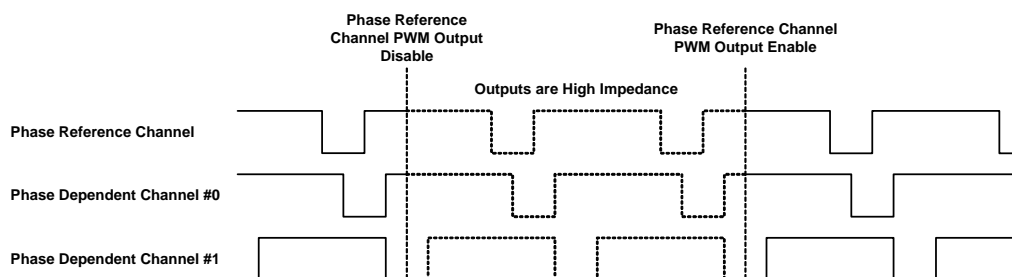 Phase Reference
Channel PWM Output
Disable
Phase Reference Channel
PWM Output Enable
Outputs are High Impedance
Phase Reference Channel
Phase Dependent Channel #0
Phase Dependent Channel #1